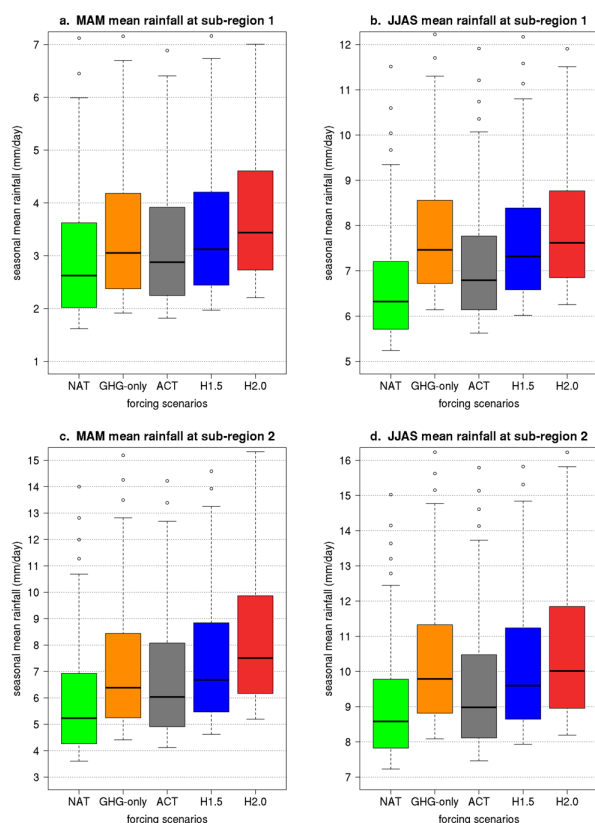 a. MAM mean rainfall at sub-region 1
seasonal mean rainfall (mm/day)
7
6
5
4
3
2
1
NAT GHG-only ACT H1.5 H2.0
forcing scenarios
b. JJAS mean rainfall at sub-region 1
seasonal mean rainfall (mm/day)
12
11
10
9
8
7
6
5
NAT GHG-only ACT H1.5 H2.0
forcing scenarios
c. MAM mean rainfall at sub-region 2
seasonal mean rainfall (mm/day)
15
14
13
12
11
10
9
8
7
6
5
4
3
NAT GHG-only ACT H1.5 H2.0
forcing scenarios
d. JJAS mean rainfall at sub-region 2
seasonal mean rainfall (mm/day)
16
15
14
13
12
11
10
9
8
7
NAT GHG-only ACT H1.5 H2.0
forcing scenarios